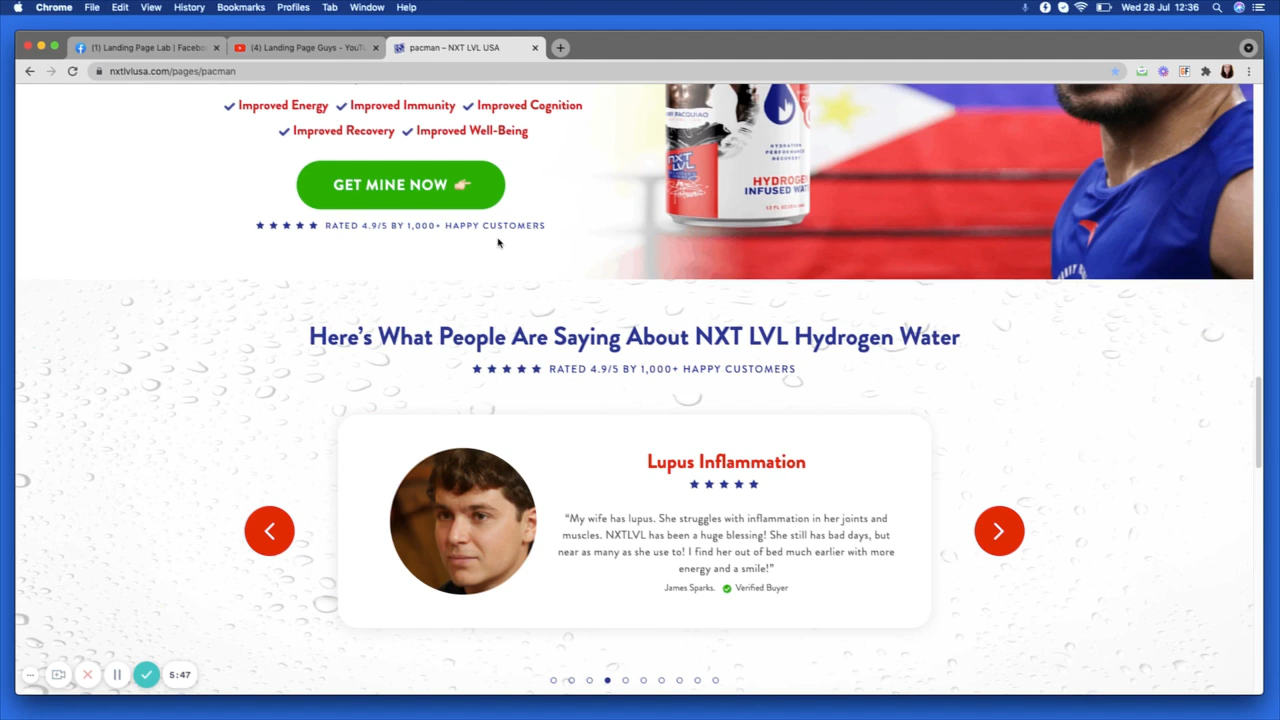 Chrome File Edit View History Bookmarks Profiles Tab Window Help Wed 28 Jul 12:36
(1) Landing Page Lab | Facebo (4) Landing Page Guys - YouTu pacman – NXT LVL USA
nxtlvlusa.com/pages/pacman
Improved Energy Improved Immunity Improved Cognition
Improved Recovery Improved Well-Being
GET MINE NOW
RATED 4.9/5 BY 1,000+ HAPPY CUSTOMERS
PACQUIAO
NXT
LVL
HYDRATION
PERFORMANCE
RECOVERY
HYDROGEN
INFUSED WAT
Here's What People Are Saying About NXT LVL Hydrogen Water
RATED 4.9/5 BY 1,000+ HAPPY CUSTOMERS
Lupus Inflammation
“My wife has lupus. She struggles with inflammation in her joints and
muscles. NXTLVL has been a huge blessing! She still has bad days, but
near as many as she use to! I find her out of bed much earlier with more
energy and a smile!”
James Sparks. Verified Buyer
5:47